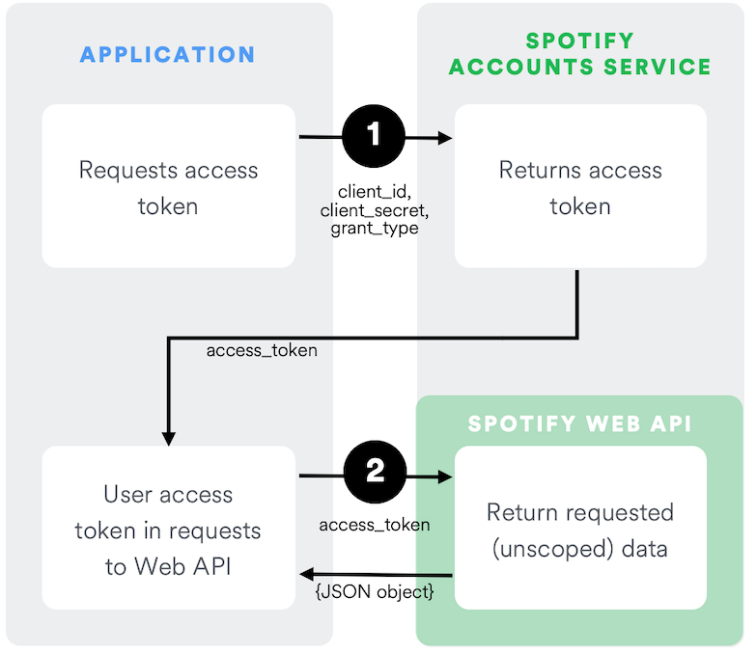 APPLICATION
SPOTIFY
ACCOUNTS SERVICE
Requests access
token
1
client_id,
client_secret,
grant_type
Returns access
token
access_token
SPOTIFY WEB API
User access
token in requests
to Web API
2
access_token
{JSON object}
Return requested
(unscoped) data